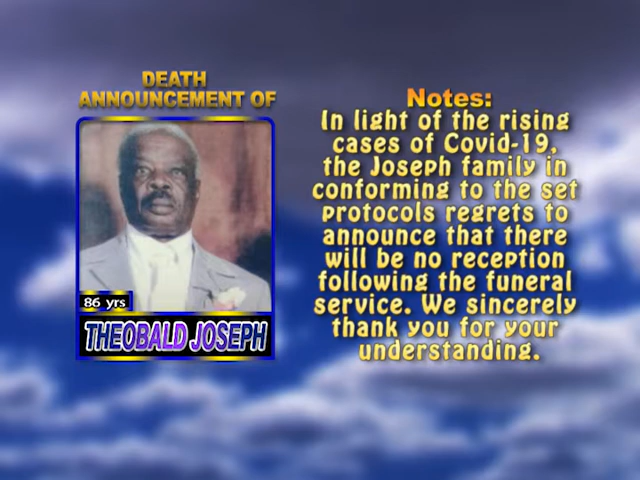 DEATH
ANNOUNCEMENT OF
86 yrs
THEOBALD JOSEPH
Notes:
In light of the rising
cases of Covid-19,
the Joseph family in
conforming to the set
protocols regrets to
announce that there
will be no reception
following the funeral
service. We sincerely
thank you for your
understanding.